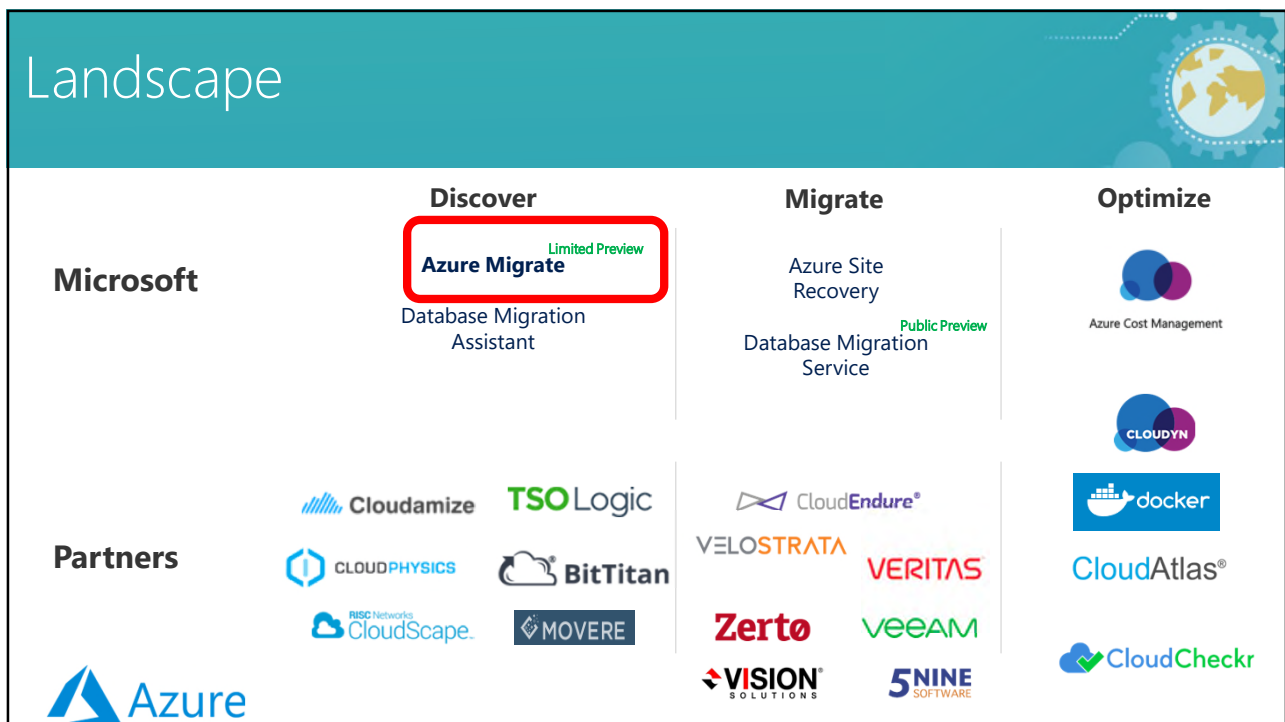 Landscape
Discover
Migrate
Optimize
Microsoft
Limited Preview
Azure Migrate
Database Migration
Assistant
Azure Site
Recovery
Public Preview
Database Migration
Service
Azure Cost Management
CLOUDYN
Partners
Cloudamize
TSO Logic
CLOUDPHYSICS
BitTitan
RISC Networks
CloudScape
MOVERE
CloudEndure®
VELOSTRATA
VERITAS
Zerto
veeAM
VISION®
SOLUTIONS
5NINE
SOFTWARE
docker
CloudAtlas®
CloudCheckr
Azure